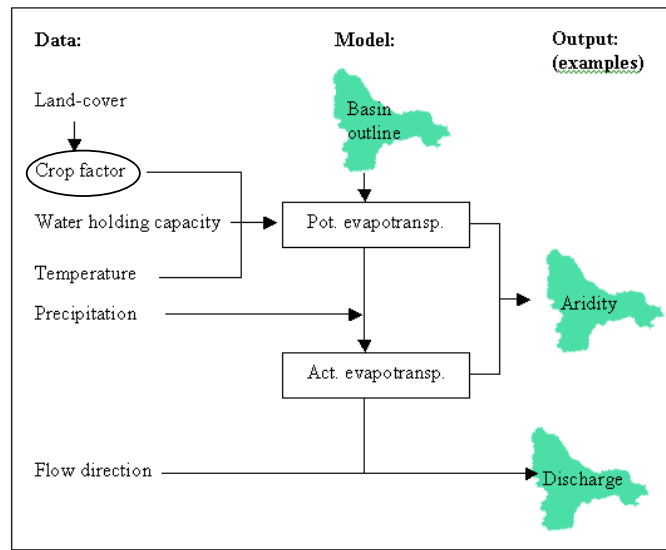 Data:
Model:
Output:
(examples)
Land-cover
Basin
outline
Crop factor
Water holding capacity
Pot. evapotransp.
Temperature
Aridity
Precipitation
Act. evapotransp.
Flow direction
Discharge